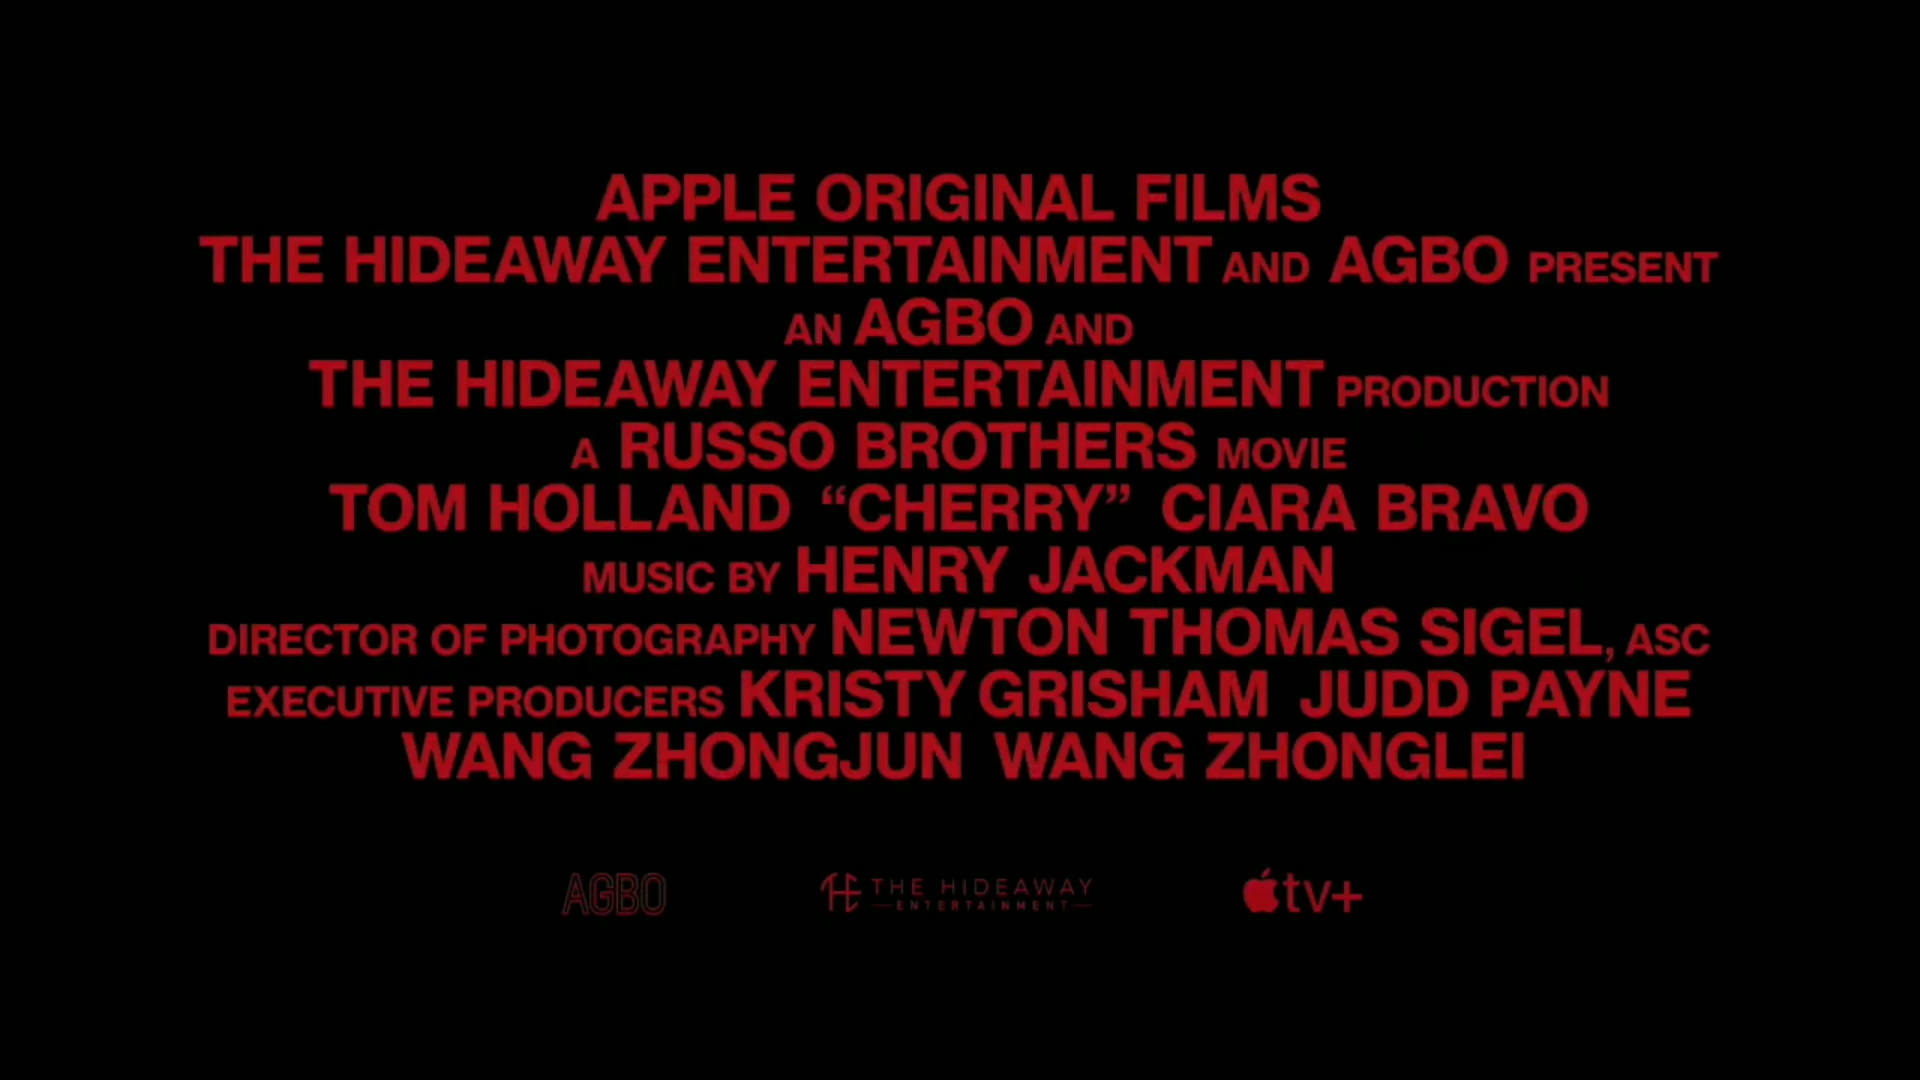 APPLE ORIGINAL FILMS
THE HIDEAWAY ENTERTAINMENT AND AGBO PRESENT
AN AGBO AND
THE HIDEAWAY ENTERTAINMENT PRODUCTION
A RUSSO BROTHERS MOVIE
TOM HOLLAND “CHERRY” CIARA BRAVO
MUSIC BY HENRY JACKMAN
DIRECTOR OF PHOTOGRAPHY NEWTON THOMAS SIGEL, ASC
EXECUTIVE PRODUCERS KRISTY GRISHAM JUDD PAYNE
WANG ZHONGJUN WANG ZHONGLEI
AGBO
THE HIDEAWAY
ENTERTAINMENT
tv+